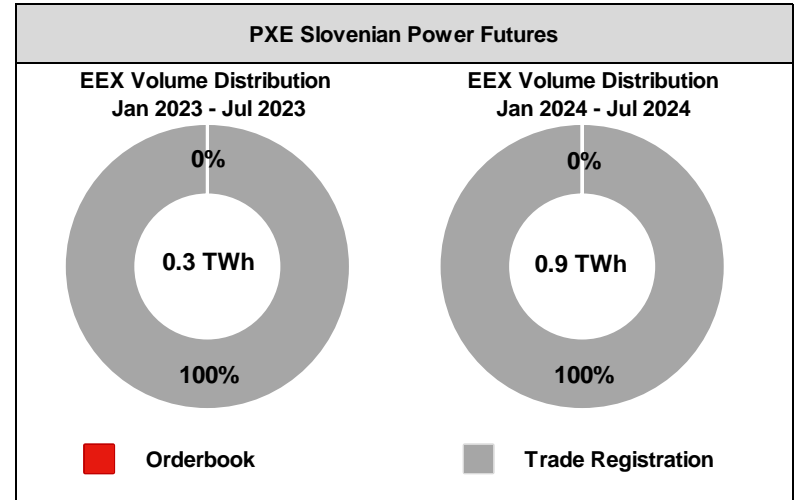 PXE Slovenian Power Futures
EEX Volume Distribution
Jan 2023 - Jul 2023
0%
0.3 TWh
100%
EEX Volume Distribution
Jan 2024 - Jul 2024
0%
0.9 TWh
100%
Orderbook
Trade Registration